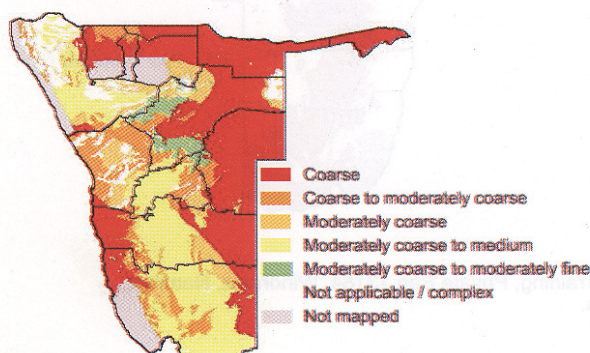 Coarse
Coarse to moderately coarse
Moderately coarse
Moderately coarse to medium
Moderately coarse to moderately fine
Not applicable / complex
Not mapped